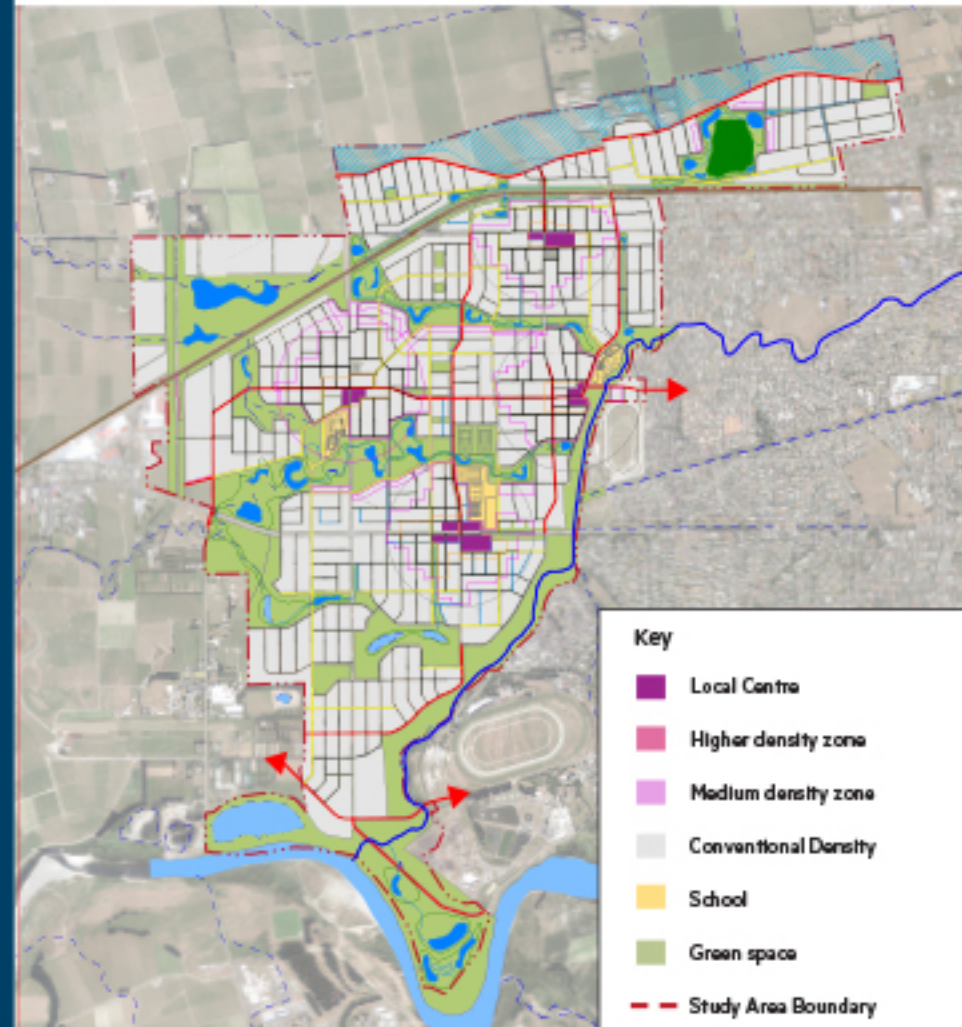 Key
Local Centre
Higher density zone
Medium density zone
Conventional Density
School
Green space
Study Area Boundary